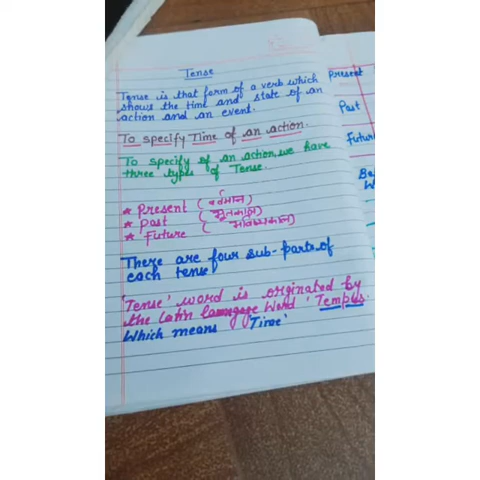 Tense
Tense is that form of a verb which
shows the time and state of an
action and an event.
To specify Time of an action.
To specify of an action, we have
three types of Tense.
* Present (वर्तमान)
* Past (भूतकाल)
* Future (भविष्यकाल)
There are four sub-parts of
each tense
'Tense' word is orginated by
the Latin langage Word 'Tempus.
Which means 'Time'
Present
Past
Future